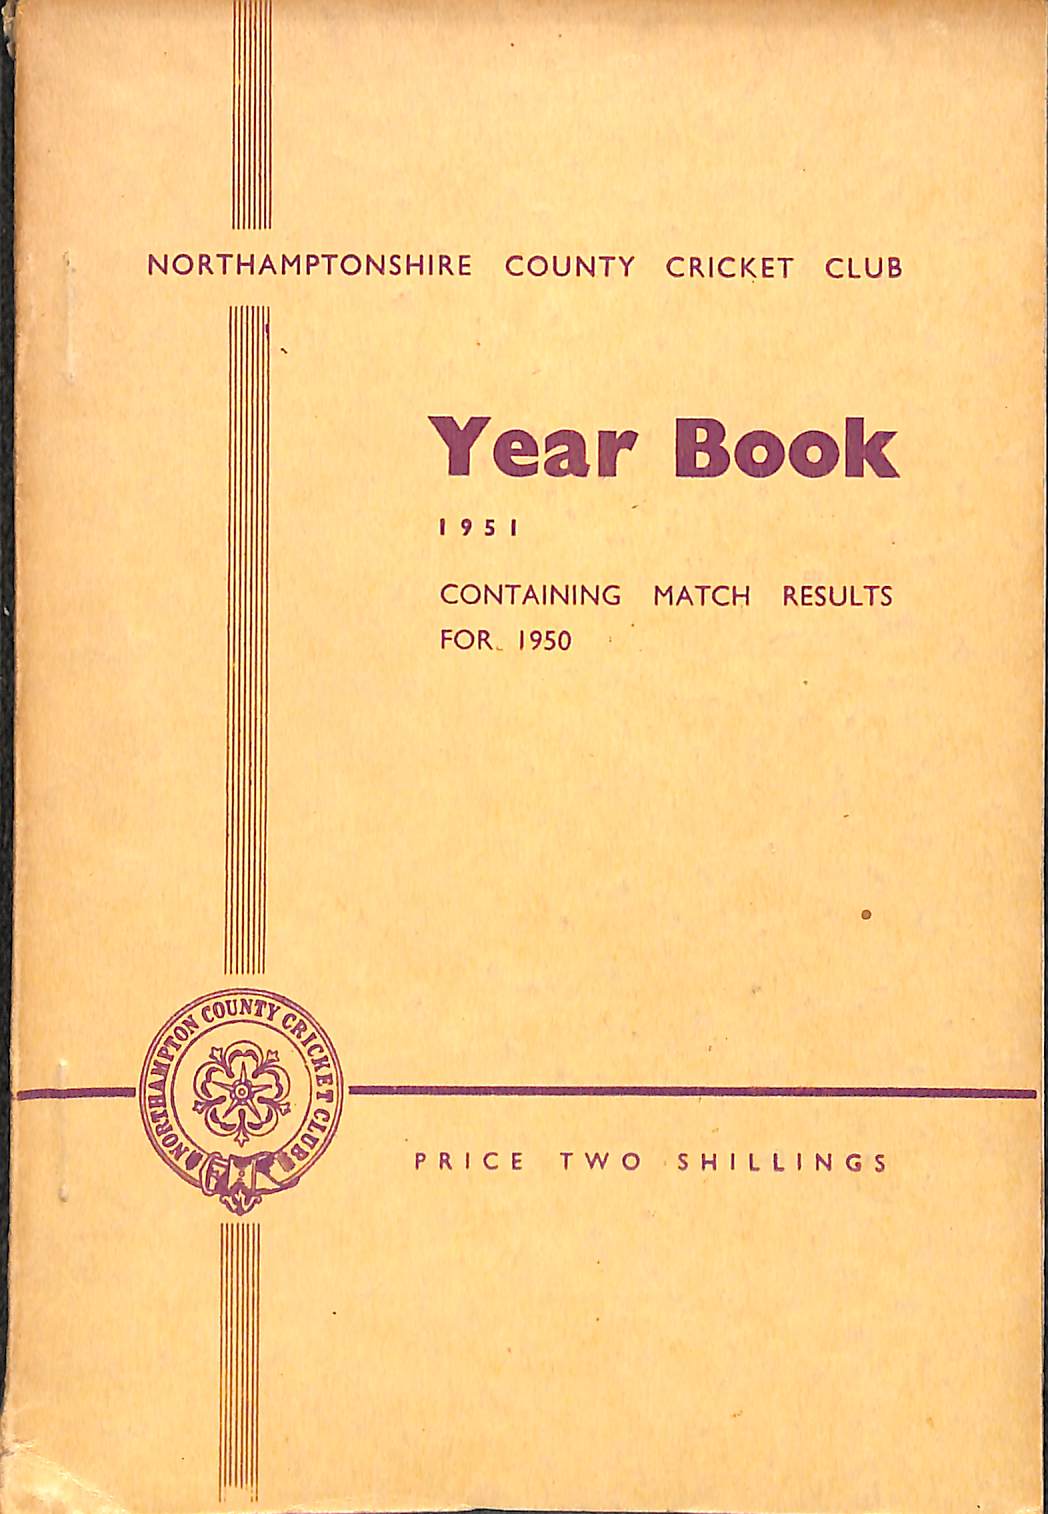 NORTHAMPTONSHIRE COUNTY CRICKET CLUB
Year Book
1951
CONTAINING MATCH RESULTS
FOR 1950
NORTHAMPTON COUNTY CRICKET CLUB
PRICE TWO SHILLINGS